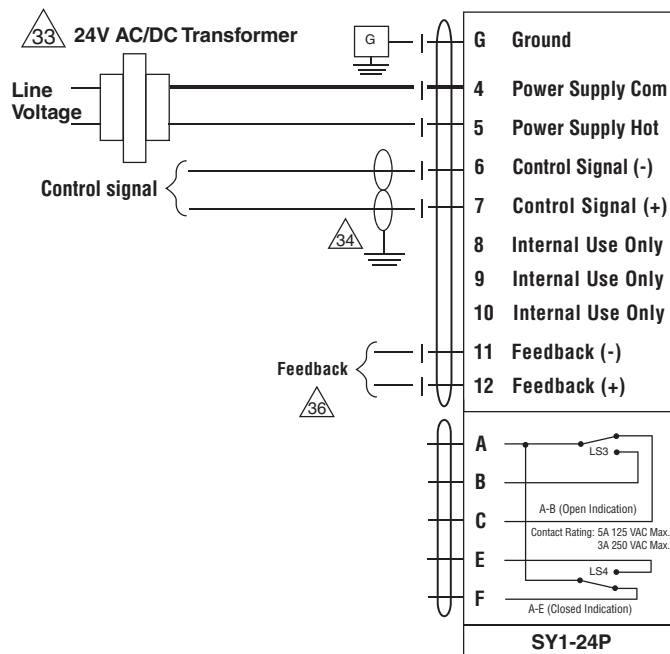 33 24V AC/DC Transformer
G
G Ground
Line
Voltage
4 Power Supply Com
5 Power Supply Hot
6 Control Signal (-)
Control signal
7 Control Signal (+)
34
8 Internal Use Only
9 Internal Use Only
10 Internal Use Only
11 Feedback (-)
Feedback
12 Feedback (+)
36
A
LS3
B
A-B (Open Indication)
C
Contact Rating: 5A 125 VAC Max.
3A 250 VAC Max.
E
LS4
F
A-E (Closed Indication)
SY1-24P